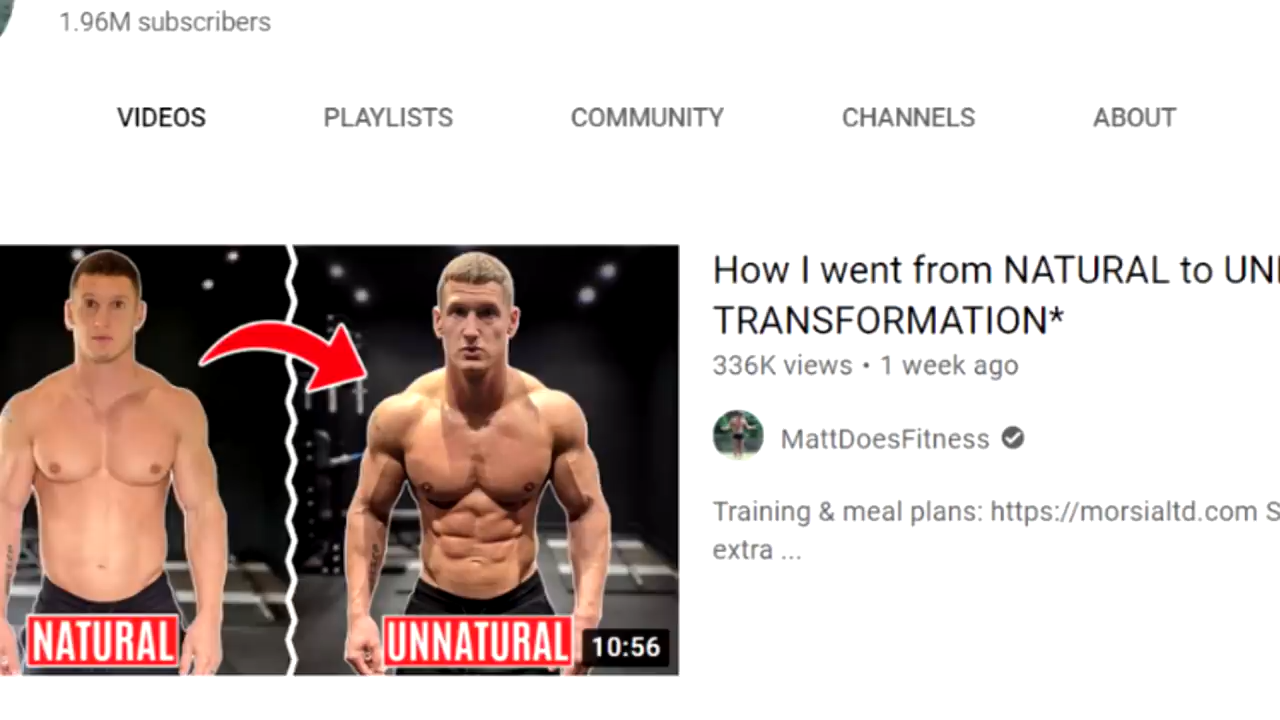 1.96M subscribers
VIDEOS PLAYLISTS COMMUNITY CHANNELS ABOUT
How I went from NATURAL to
TRANSFORMATION*
336K views • 1 week ago
MattDoesFitness
Training & meal plans: https://morsialtd.com
extra ...
NATURAL
UNNATURAL
10:56